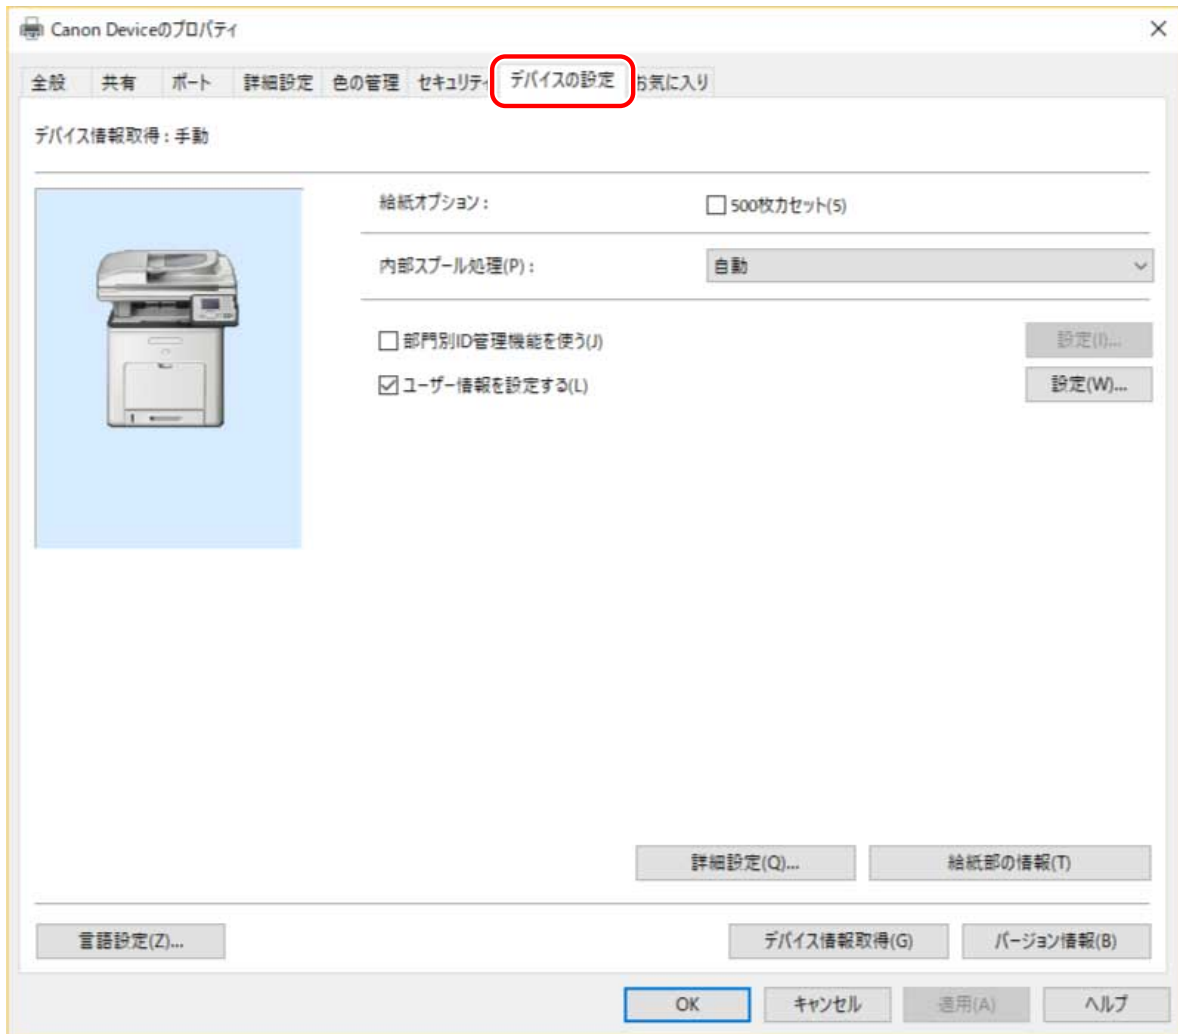 Canon Deviceのプロパティ
全般 共有 ポート 詳細設定 色の管理 セキュリティ デバイスの設定 お気に入り
デバイス情報取得：手動
給紙オプション： 500枚カセット(5)
内部スプール処理(P)： 自動
部門別ID管理機能を使う(J) 設定(I)...
ユーザー情報を設定する(L) 設定(W)...
詳細設定(Q)... 給紙部の情報(T)
言語設定(Z)... デバイス情報取得(G) バージョン情報(B)
OK キャンセル 適用(A) ヘルプ